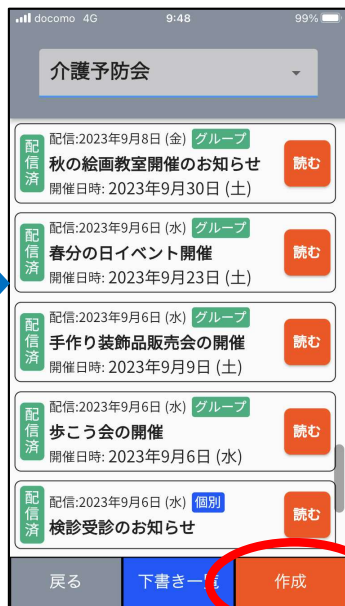 docomo 4G 9:48 99%
介護予防会
配信済
配信:2023年9月8日 (金) グループ
秋の絵画教室開催のお知らせ
開催日時: 2023年9月30日 (土)
読む
配信済
配信:2023年9月6日 (水) グループ
春分の日イベント開催
開催日時: 2023年9月23日 (土)
読む
配信済
配信:2023年9月6日 (水) グループ
手作り装飾品販売会の開催
開催日時: 2023年9月9日 (土)
読む
配信済
配信:2023年9月6日 (水) グループ
歩こう会の開催
開催日時: 2023年9月6日 (水)
読む
配信済
配信:2023年9月6日 (水) 個別
検診受診のお知らせ
読む
戻る 下書き一覧 作成